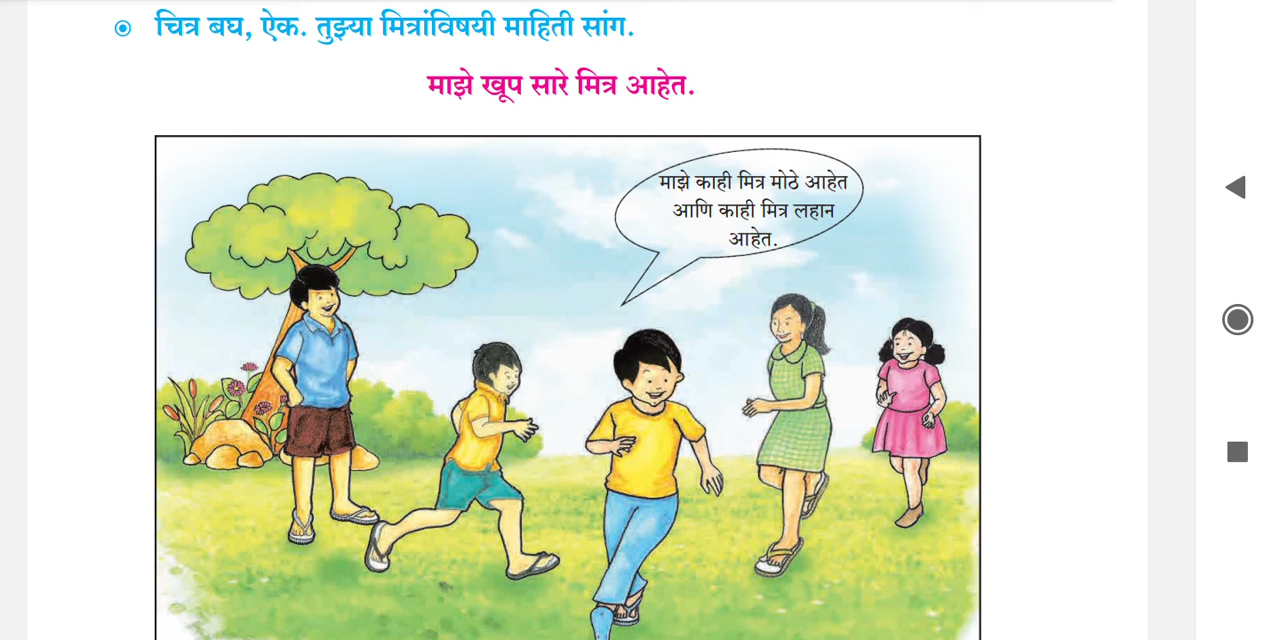 चित्र बघ, ऐक. तुझ्या मित्रांविषयी माहिती सांग.
माझे खूप सारे मित्र आहेत.
माझे काही मित्र मोठे आहेत
आणि काही मित्र लहान
आहेत.